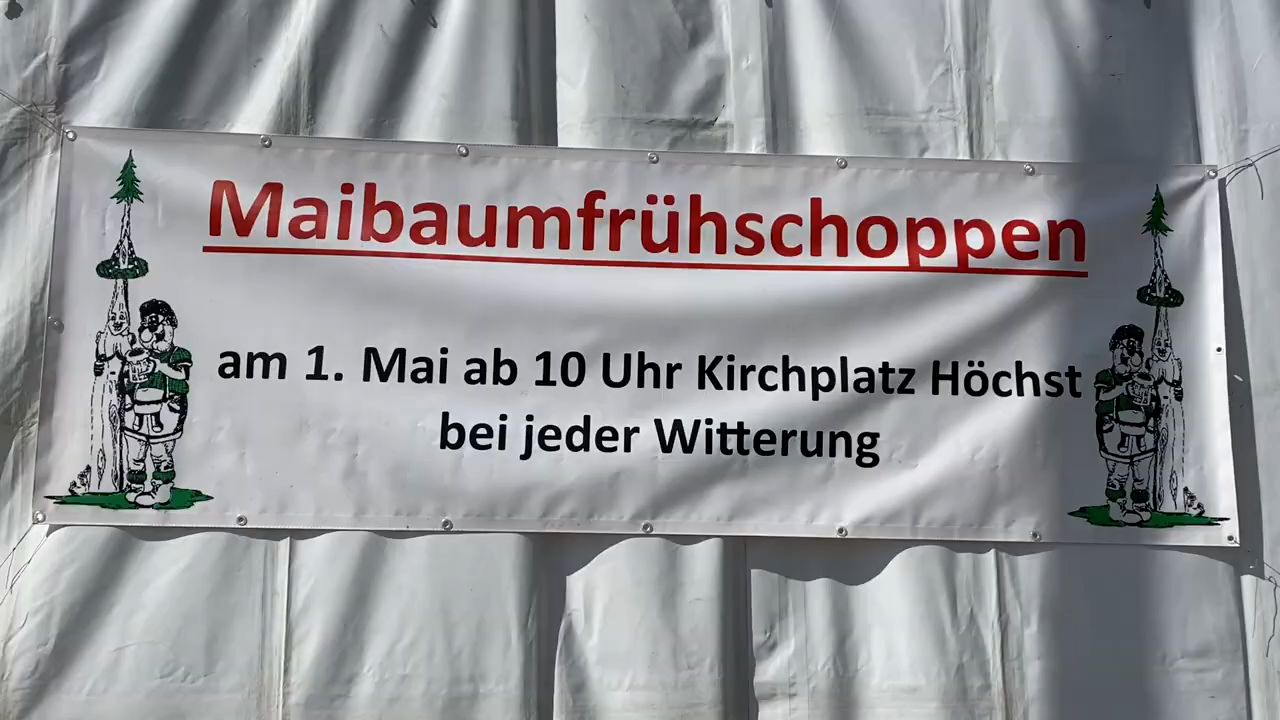 Maibaumfrühschoppen
am 1. Mai ab 10 Uhr Kirchplatz Höchst
bei jeder Witterung